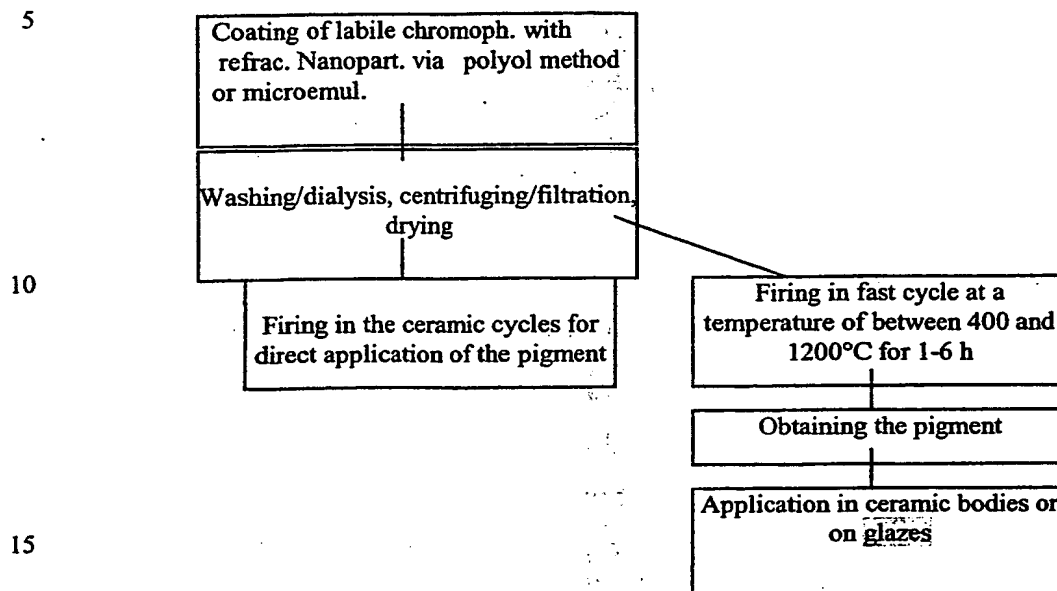 5
Coating of labile chromoph. with
refrac. Nanopart. via polyol method
or microemul.
Washing/dialysis, centrifuging/filtration,
drying
10
Firing in the ceramic cycles for
direct application of the pigment
Firing in fast cycle at a
temperature of between 400 and
1200°C for 1-6 h
Obtaining the pigment
Application in ceramic bodies or
on glazes
15